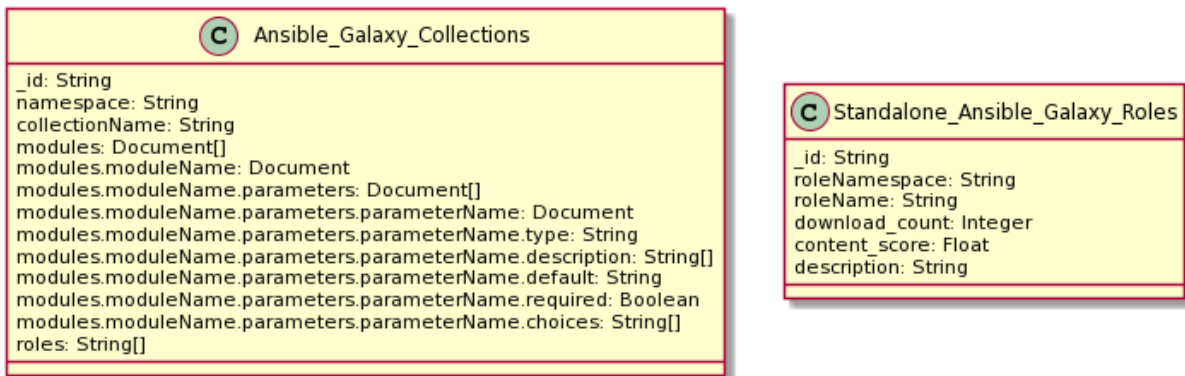 C Ansible_Galaxy_Collections
_id: String
namespace: String
collectionName: String
modules: Document[]
modules.moduleName: Document
modules.moduleName.parameters: Document[]
modules.moduleName.parameters.parameterName: Document
modules.moduleName.parameters.parameterName.type: String
modules.moduleName.parameters.parameterName.description: String[]
modules.moduleName.parameters.parameterName.default: String
modules.moduleName.parameters.parameterName.required: Boolean
modules.moduleName.parameters.parameterName.choices: String[]
roles: String[]
C Standalone_Ansible_Galaxy_Roles
_id: String
roleNamespace: String
roleName: String
download_count: Integer
content_score: Float
description: String